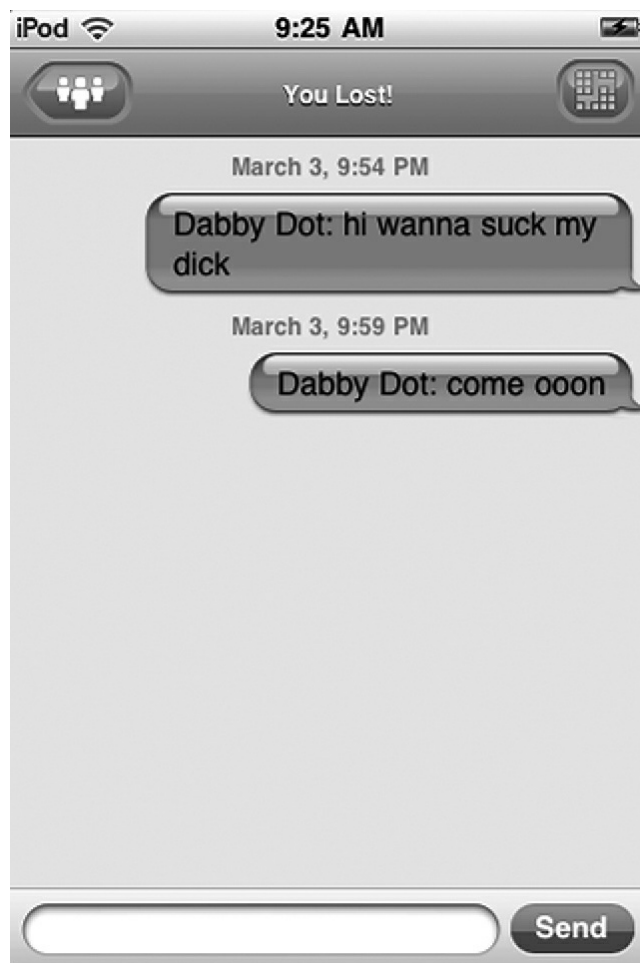 iPod 9:25 AM
You Lost!
March 3, 9:54 PM
Dabby Dot: hi wanna suck my
dick
March 3, 9:59 PM
Dabby Dot: come ooon
Send